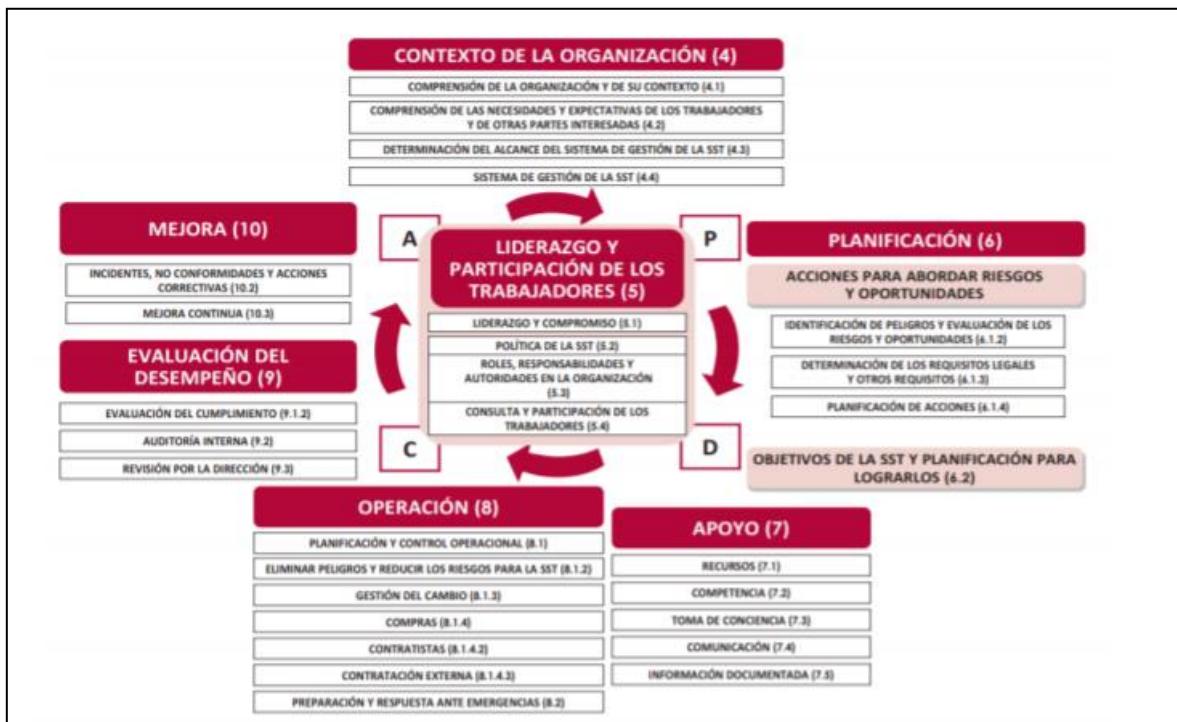 CONTEXTO DE LA ORGANIZACIÓN (4)
COMPRENSIÓN DE LA ORGANIZACIÓN Y DE SU CONTEXTO (4.1)
COMPRENSIÓN DE LAS NECESIDADES Y EXPECTATIVAS DE LOS TRABAJADORES
Y DE OTRAS PARTES INTERESADAS (4.2)
DETERMINACIÓN DEL ALCANCE DEL SISTEMA DE GESTIÓN DE LA SST (4.3)
SISTEMA DE GESTIÓN DE LA SST (4.4)
A
P
LIDERAZGO Y
PARTICIPACIÓN DE LOS
TRABAJADORES (5)
LIDERAZGO Y COMPROMISO (5.1)
POLÍTICA DE LA SST (5.2)
ROLES, RESPONSABILIDADES Y
AUTORIDADES EN LA ORGANIZACIÓN
(5.3)
CONSULTA Y PARTICIPACIÓN DE LOS
TRABAJADORES (5.4)
C
D
MEJORA (10)
INCIDENTES, NO CONFORMIDADES Y ACCIONES
CORRECTIVAS (10.2)
MEJORA CONTINUA (10.3)
EVALUACIÓN DEL
DESEMPEÑO (9)
EVALUACIÓN DEL CUMPLIMIENTO (9.1.2)
AUDITORÍA INTERNA (9.2)
REVISIÓN POR LA DIRECCIÓN (9.3)
PLANIFICACIÓN (6)
ACCIONES PARA ABORDAR RIESGOS
Y OPORTUNIDADES
IDENTIFICACIÓN DE PELIGROS Y EVALUACIÓN DE LOS
RIESGOS Y OPORTUNIDADES (6.1.2)
DETERMINACIÓN DE LOS REQUISITOS LEGALES
Y OTROS REQUISITOS (6.1.3)
PLANIFICACIÓN DE ACCIONES (6.1.4)
OBJETIVOS DE LA SST Y PLANIFICACIÓN PARA
LOGRARLOS (6.2)
OPERACIÓN (8)
PLANIFICACIÓN Y CONTROL OPERACIONAL (8.1)
ELIMINAR PELIGROS Y REDUCIR LOS RIESGOS PARA LA SST (8.1.2)
GESTIÓN DEL CAMBIO (8.1.3)
COMPRAS (8.1.4)
CONTRATISTAS (8.1.4.2)
CONTRATACIÓN EXTERNA (8.1.4.3)
PREPARACIÓN Y RESPUESTA ANTE EMERGENCIAS (8.2)
APOYO (7)
RECURSOS (7.1)
COMPETENCIA (7.2)
TOMA DE CONCIENCIA (7.3)
COMUNICACIÓN (7.4)
INFORMACIÓN DOCUMENTADA (7.5)